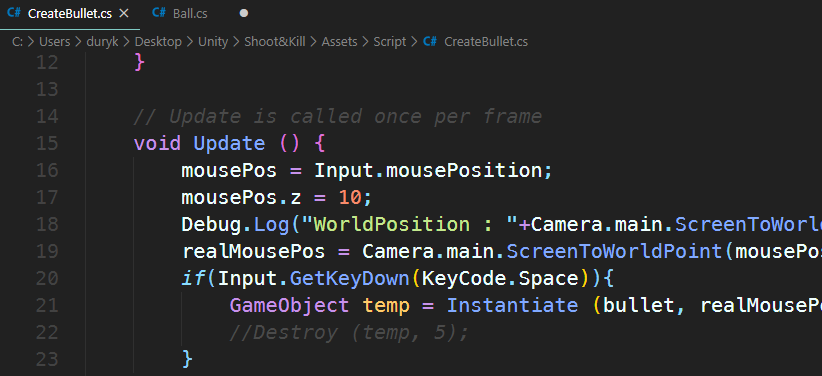 C# CreateBullet.cs × C# Ball.cs ●
C: > Users > duryk > Desktop > Unity > Shoot&Kill > Assets > Script > C# CreateBullet.cs
12 }
13
14 // Update is called once per frame
15 void Update () {
16 mousePos = Input.mousePosition;
17 mousePos.z = 10;
18 Debug.Log("WorldPosition : "+Camera.main.ScreenToWorl
19 realMousePos = Camera.main.ScreenToWorldPoint(mousePos
20 if(Input.GetKeyDown(KeyCode.Space)){
21 GameObject temp = Instantiate (bullet, realMousePo
22 //Destroy (temp, 5);
23 }